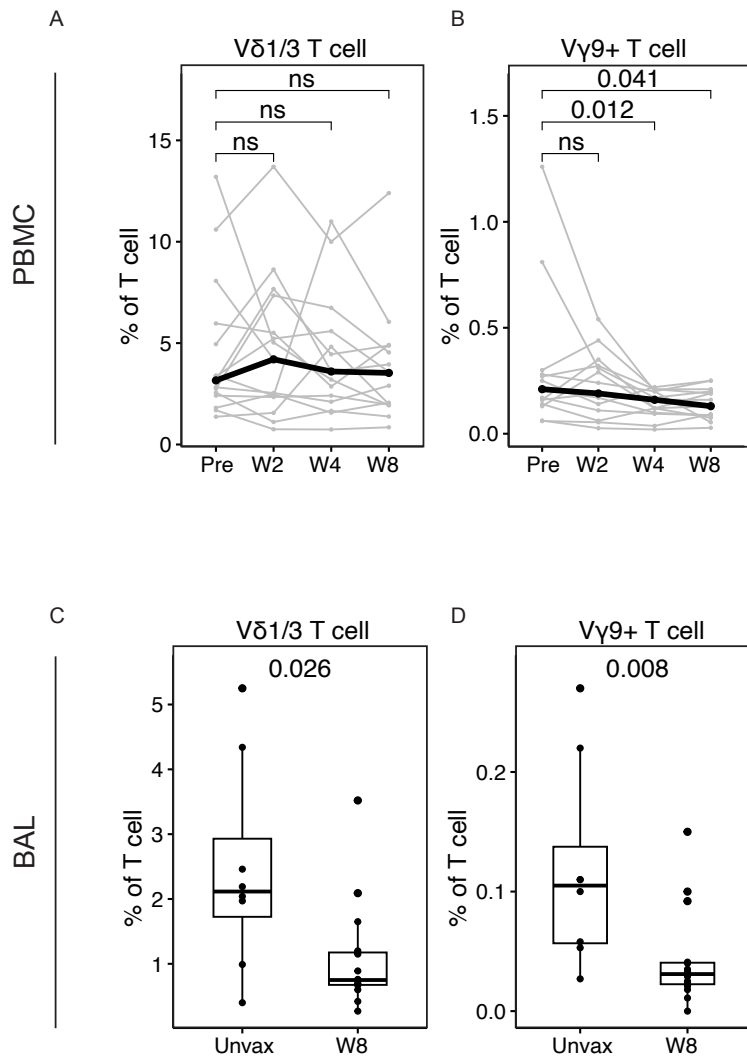 A
B
Vδ1/3 T cell
Vγ9+ T cell
PBMC
% of T cell
15
10
5
0
ns
ns
ns
Pre W2 W4 W8
% of T cell
1.5
1.0
0.5
0.0
0.041
0.012
ns
Pre W2 W4 W8
C
D
Vδ1/3 T cell
Vγ9+ T cell
BAL
% of T cell
5
4
3
2
1
0.026
Unvax W8
% of T cell
0.2
0.1
0.0
0.008
Unvax W8